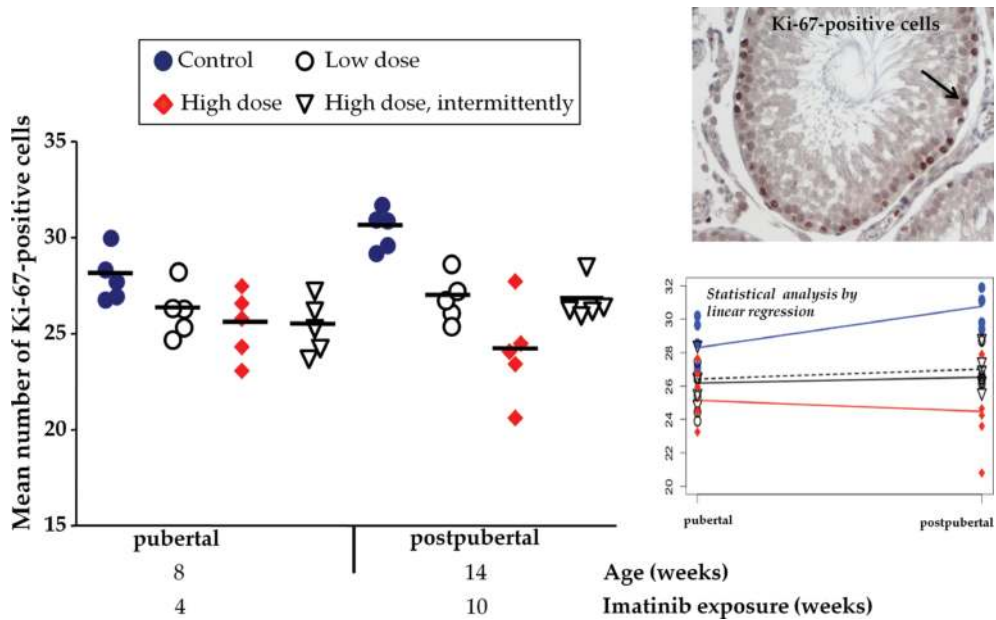 Control
Low dose
High dose
High dose, intermittently
Mean number of Ki-67-positive cells
35
30
25
20
15
pubertal
postpubertal
8
14
Age (weeks)
4
10
Imatinib exposure (weeks)
Ki-67-positive cells
Statistical analysis by
linear regression
32
30
28
26
24
22
20
pubertal
postpubertal